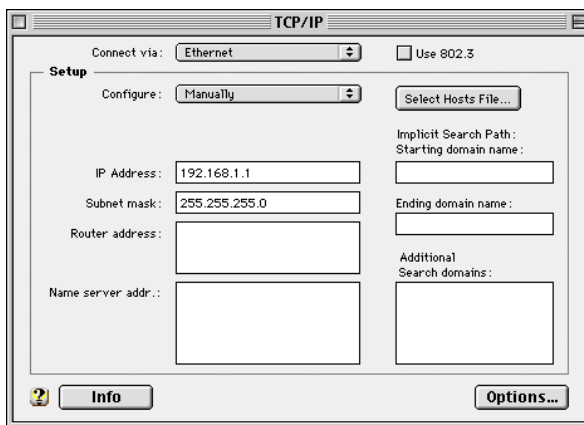 TCP/IP
Connect via: Ethernet
Use 802.3
Setup
Configure: Manually
Select Hosts File...
Implicit Search Path:
Starting domain name:
IP Address: 192.168.1.1
Subnet mask: 255.255.255.0
Ending domain name:
Router address:
Additional
Search domains:
Name server addr.:
?
Info
Options...